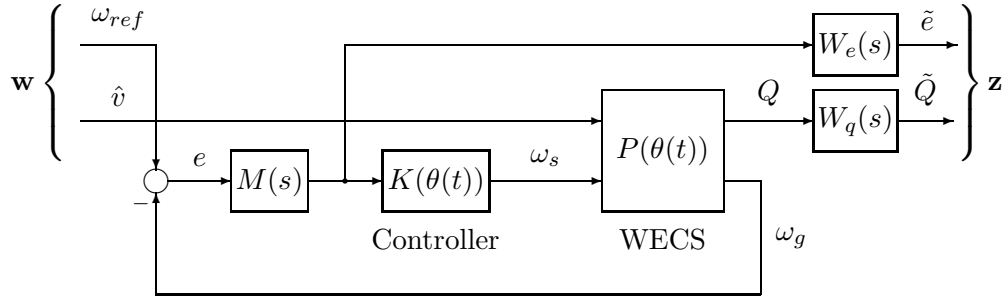 ω_ref
W_e(s)
ẽ
w
z
v̂
Q
W_q(s)
Q̃
P(θ(t))
e
M(s)
K(θ(t))
ω_s
−
Controller
WECS
ω_g